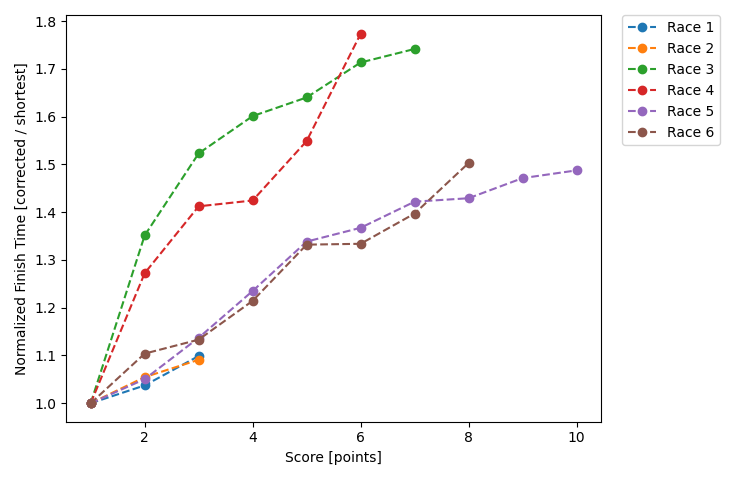 1.8
1.7
1.6
1.5
1.4
1.3
1.2
1.1
1.0
Normalized Finish Time [corrected / shortest]
2 4 6 8 10
Score [points]
Race 1
Race 2
Race 3
Race 4
Race 5
Race 6